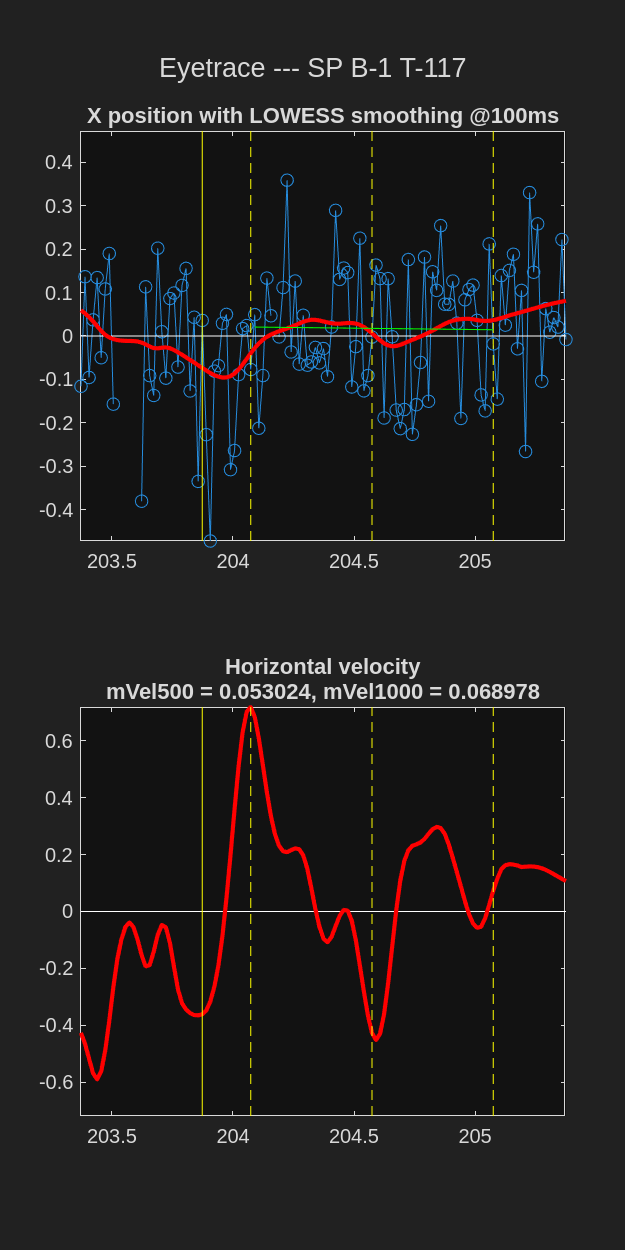 Eyetrace --- SP B-1 T-117
X position with LOWESS smoothing @100ms
0.4
0.3
0.2
0.1
0
-0.1
-0.2
-0.3
-0.4
203.5 204 204.5 205
Horizontal velocity
mVel500 = 0.053024, mVel1000 = 0.068978
0.6
0.4
0.2
0
-0.2
-0.4
-0.6
203.5 204 204.5 205